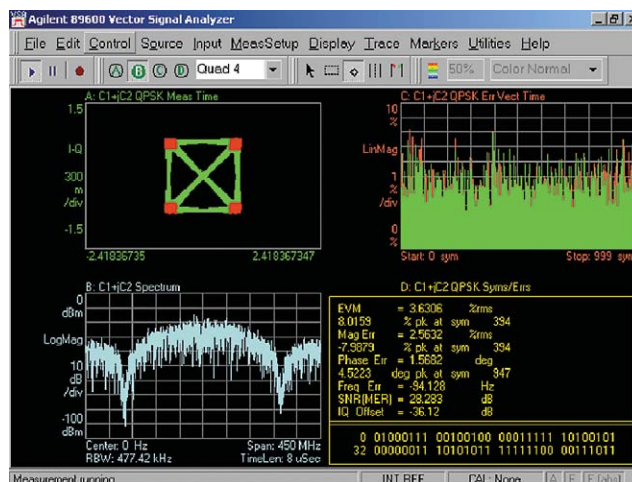 Agilent 89600 Vector Signal Analyzer
File Edit Control Source Input MeasSetup Display Trace Markers Utilities Help
A B C D Quad 4 50% Color Normal
A: C1+jC2 QPSK Meas Time
1.5
I-Q
300
m
/div
-1.5
-2.41836735 2.418367347
C: C1+jC2 QPSK Err Vect Time
10
%
LinMag
1
%
/div
0
%
Start: 0 sym Stop: 999 sym
B: C1+jC2 Spectrum
0
dBm
LogMag
10
dB
/div
-100
dBm
Center: 0 Hz Span: 450 MHz
RBW: 477.42 kHz TimeLen: 8 uSec
D: C1+jC2 QPSK Syms/Errs
EVM = 3.6306 %rms
8.0159 % pk at sym 394
Mag Err = 2.5632 %rms
-7.9879 % pk at sym 394
Phase Err = 1.5682 deg
4.5223 deg pk at sym 947
Freq Err = -94.128 Hz
SNR(MER) = 28.283 dB
IQ Offset = -36.12 dB
0 01000111 00100100 00011111 10100101
32 00000011 10101011 11111100 00111011
Measurement running INT REF CAL: None